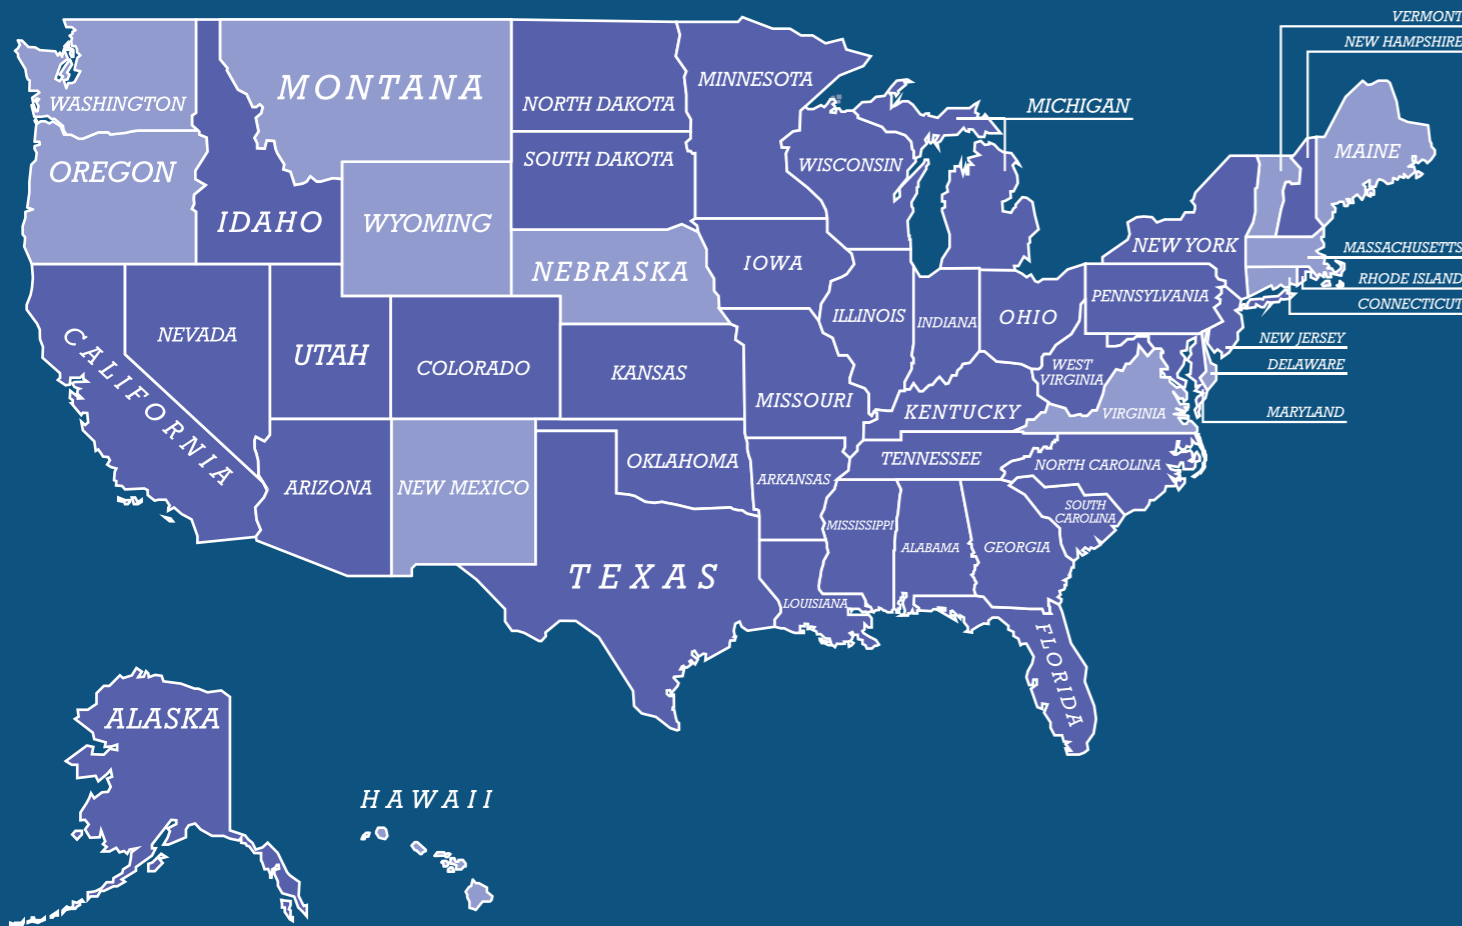 VERMONT
NEW HAMPSHIRE
MICHIGAN
WASHINGTON
MONTANA
NORTH DAKOTA
MINNESOTA
MAINE
OREGON
SOUTH DAKOTA
WISCONSIN
IDAHO
WYOMING
NEW YORK
MASSACHUSETTS
NEBRASKA
IOWA
RHODE ISLAND
PENNSYLVANIA
CONNECTICUT
NEVADA
ILLINOIS
INDIANA
OHIO
NEW JERSEY
CALIFORNIA
UTAH
COLORADO
KANSAS
WEST
VIRGINIA
DELAWARE
MISSOURI
KENTUCKY
VIRGINIA
MARYLAND
OKLAHOMA
TENNESSEE
NORTH CAROLINA
ARIZONA
NEW MEXICO
ARKANSAS
SOUTH
CAROLINA
MISSISSIPPI
ALABAMA
GEORGIA
TEXAS
LOUISIANA
FLORIDA
ALASKA
HAWAII